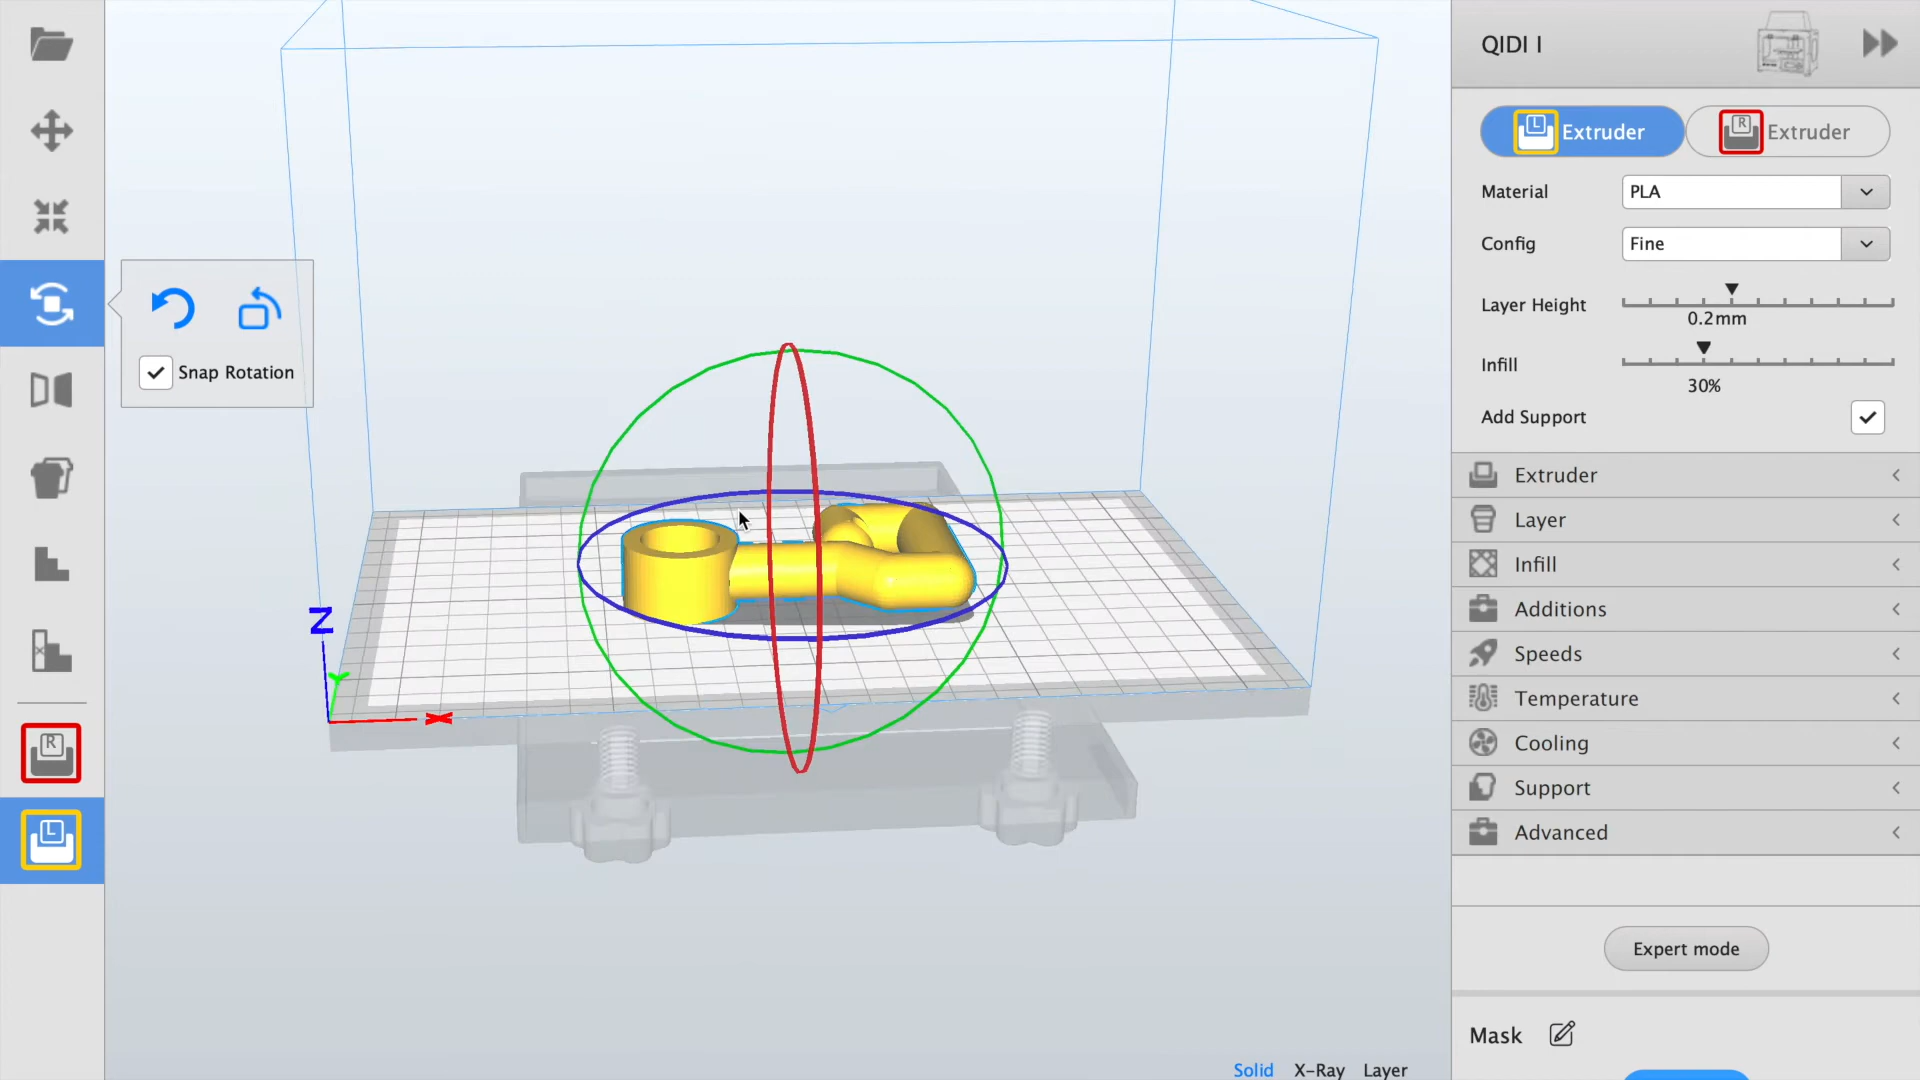 QIDI I
L Extruder
R Extruder
Material PLA
Config Fine
Layer Height
0.2mm
Infill
30%
Add Support
Snap Rotation
Extruder
Layer
Infill
Additions
Speeds
Temperature
Cooling
Support
Advanced
Z
Y
X
R
L
Expert mode
Mask
Solid X-Ray Layer